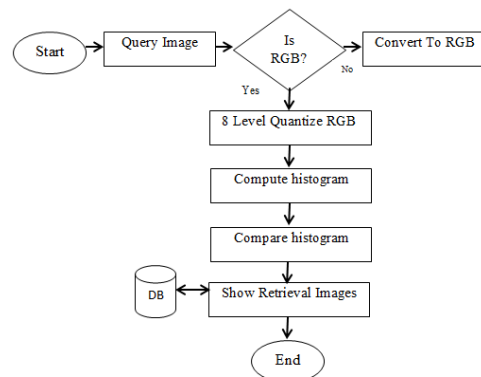 Start
Query Image
Is
RGB?
Convert To RGB
No
Yes
8 Level Quantize RGB
Compute histogram
Compare histogram
DB
Show Retrieval Images
End